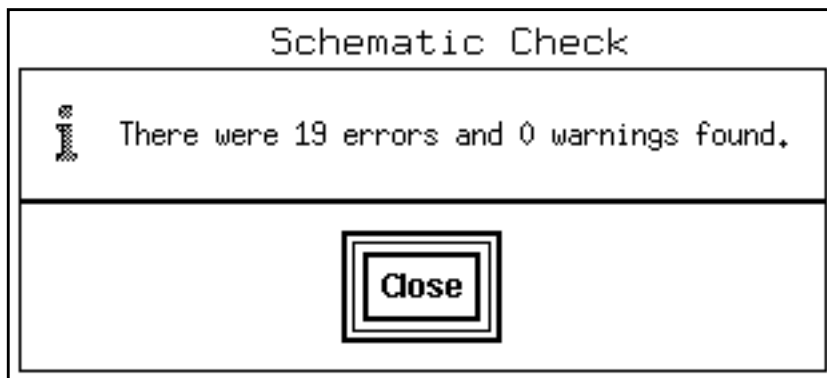 Schematic Check
There were 19 errors and 0 warnings found.
Close